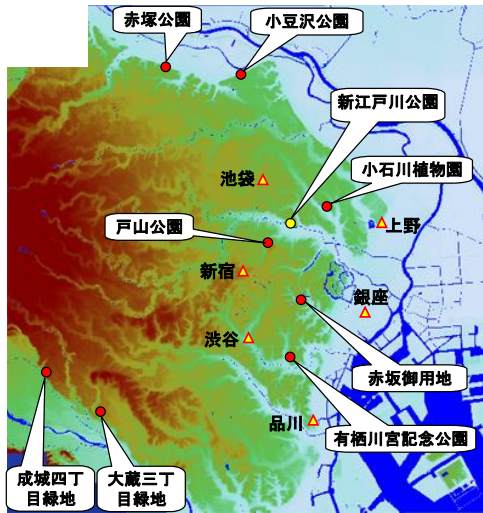 赤塚公園
小豆沢公園
新江戸川公園
小石川植物園
池袋
戸山公園
上野
新宿
銀座
渋谷
赤坂御用地
品川
有栖川宮記念公園
成城四丁
目緑地
大蔵三丁
目緑地